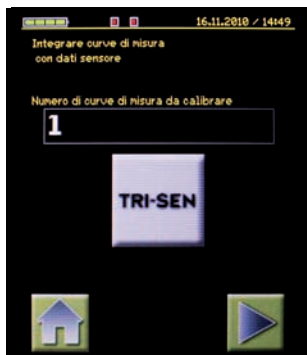 16.11.2010 / 14:49
Integrare curve di misura
con dati sensore
Numero di curve di misura da calibrare
1
TRI-SEN